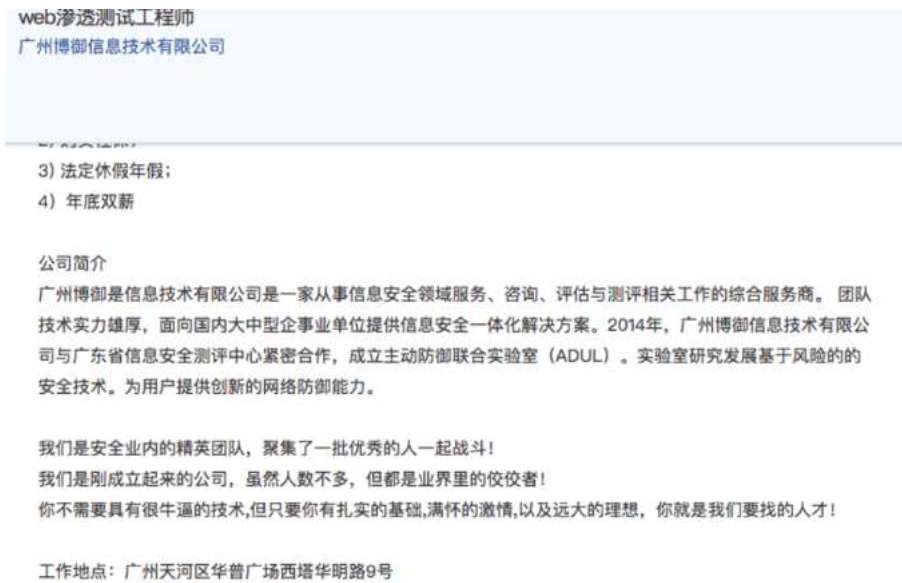 web渗透测试工程师
广州博御信息技术有限公司
3) 法定休假年假；
4）年底双薪
公司简介
广州博御是信息技术有限公司是一家从事信息安全领域服务、咨询、评估与测评相关工作的综合服务商。 团队
技术实力雄厚，面向国内大中型企事业单位提供信息安全一体化解决方案。2014年，广州博御信息技术有限公
司与广东省信息安全测评中心紧密合作，成立主动防御联合实验室（ADUL）。实验室研究发展基于风险的的
安全技术。为用户提供创新的网络防御能力。
我们是安全业内的精英团队，聚集了一批优秀的人一起战斗！
我们是刚成立起来的公司，虽然人数不多，但都是业界里的佼佼者！
你不需要具有很牛逼的技术,但只要你有扎实的基础,满怀的激情,以及远大的理想，你就是我们要找的人才！
工作地点：广州天河区华普广场西塔华明路9号